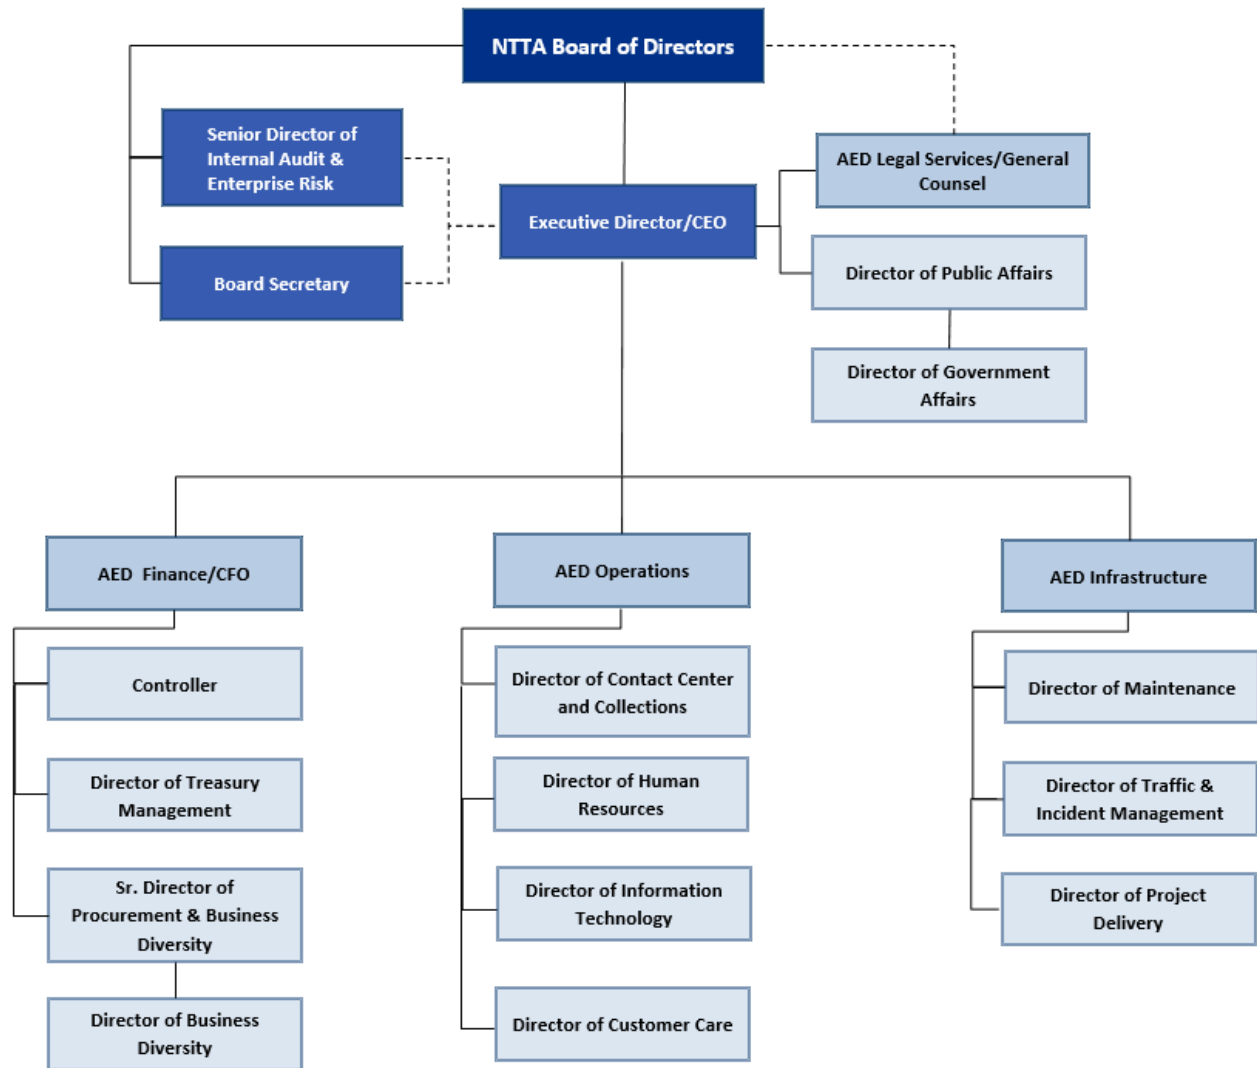 NTTA Board of Directors
Senior Director of
Internal Audit &
Enterprise Risk
AED Legal Services/General
Counsel
Executive Director/CEO
Director of Public Affairs
Board Secretary
Director of Government
Affairs
AED Finance/CFO
AED Operations
AED Infrastructure
Controller
Director of Treasury
Management
Sr. Director of
Procurement & Business
Diversity
Director of Business
Diversity
Director of Contact Center
and Collections
Director of Human
Resources
Director of Information
Technology
Director of Customer Care
Director of Maintenance
Director of Traffic &
Incident Management
Director of Project
Delivery